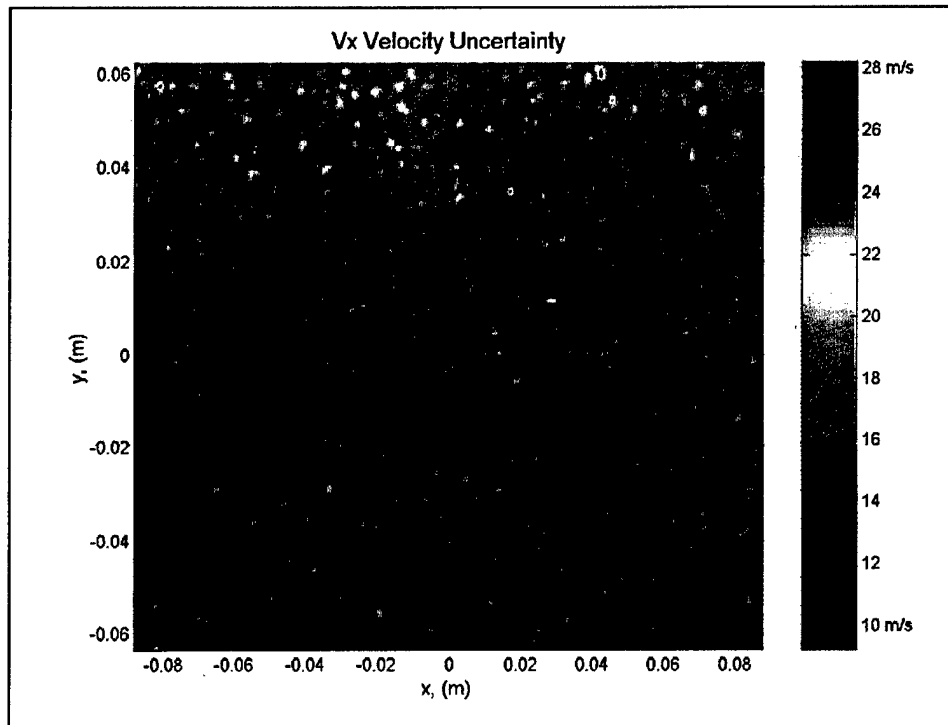 Vx Velocity Uncertainty
0.06
0.04
0.02
0
-0.02
-0.04
-0.06
y, (m)
-0.08 -0.06 -0.04 -0.02 0 0.02 0.04 0.06 0.08
x, (m)
28 m/s
26
24
22
20
18
16
14
12
10 m/s